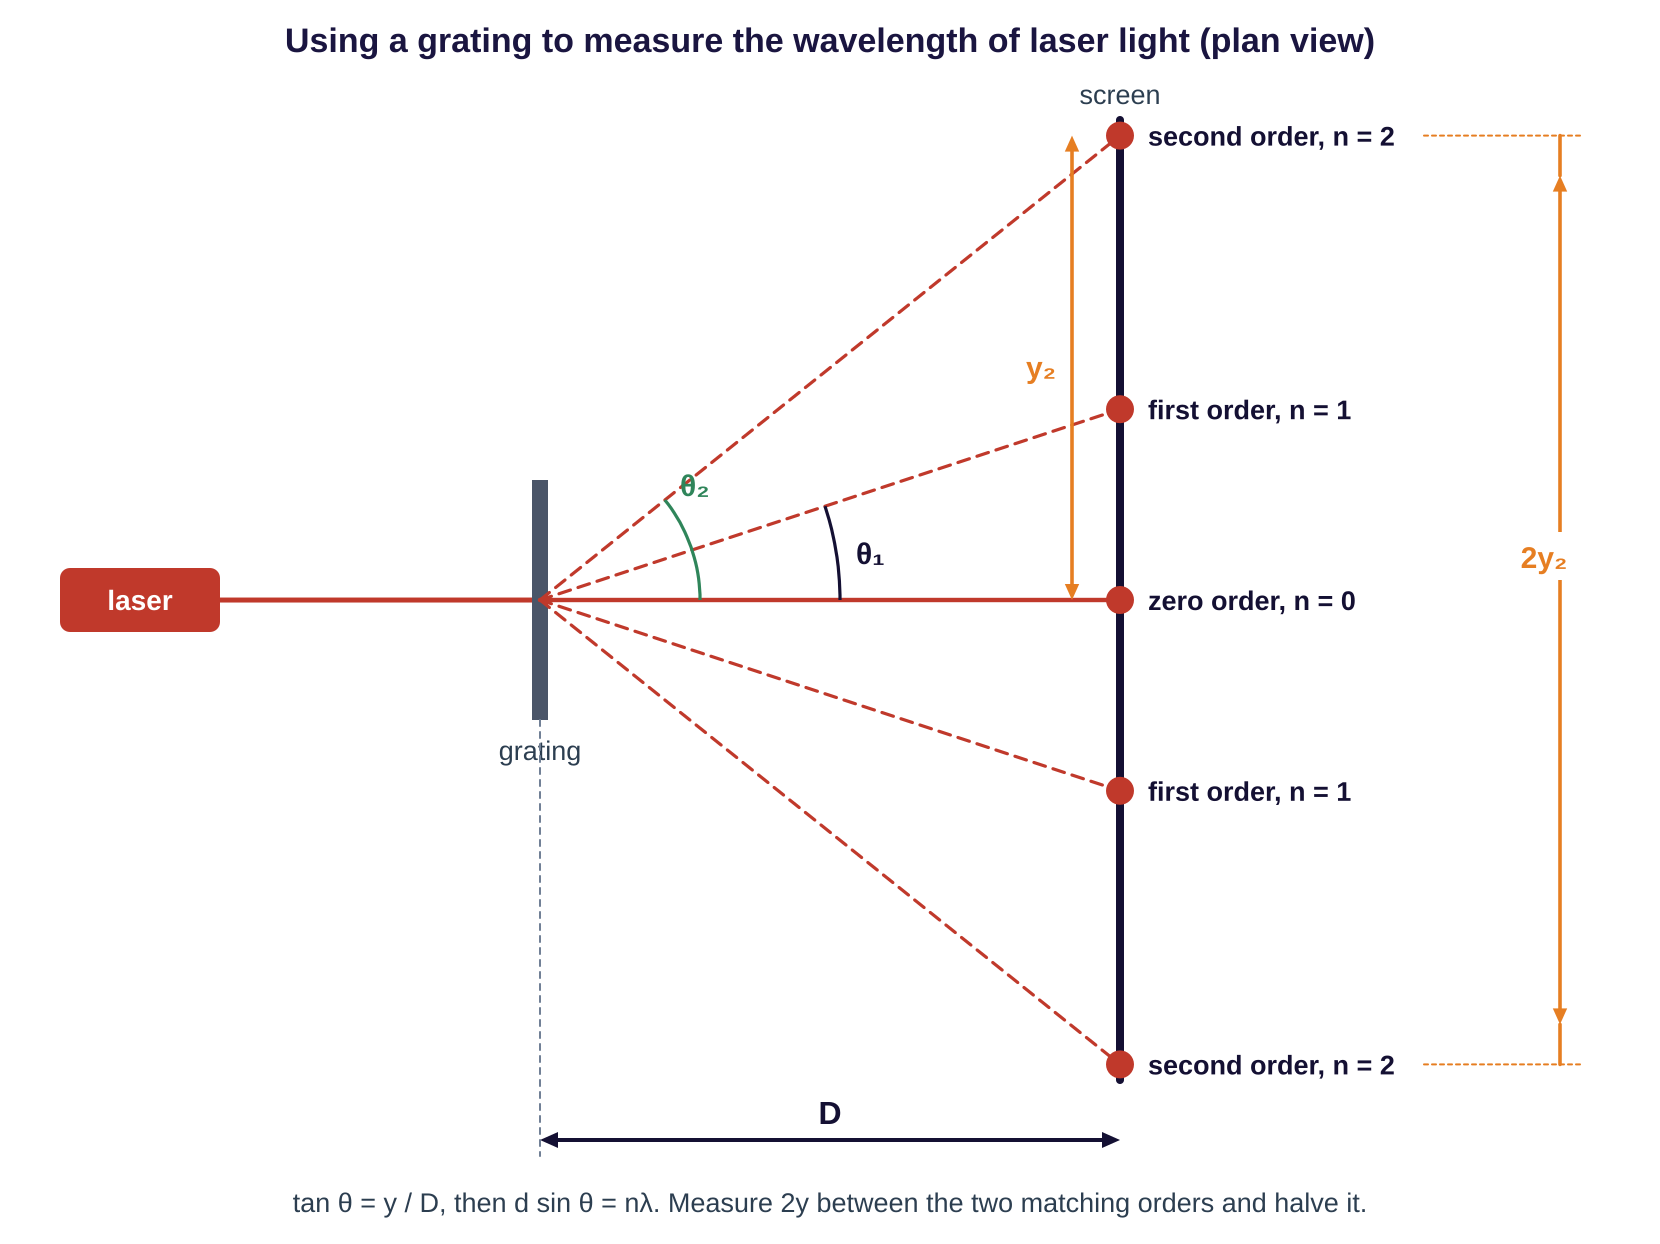 Using a grating to measure the wavelength of laser light (plan view)
screen
second order, n = 2
y₂
first order, n = 1
θ₂
θ₁
2y₂
laser
zero order, n = 0
grating
first order, n = 1
second order, n = 2
D
tan θ = y / D, then d sin θ = nλ. Measure 2y between the two matching orders and halve it.